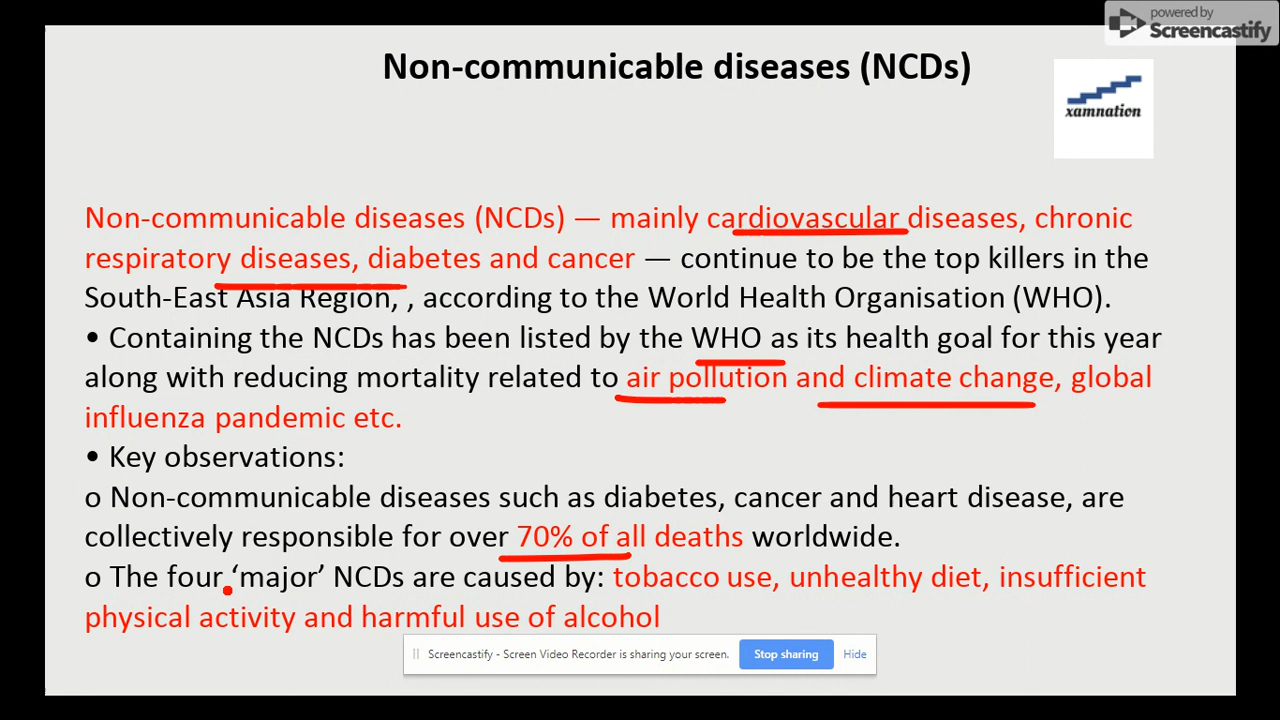 powered by
Screencastify
Non-communicable diseases (NCDs)
xamnation
Non-communicable diseases (NCDs) — mainly cardiovascular diseases, chronic
respiratory diseases, diabetes and cancer — continue to be the top killers in the
South-East Asia Region, , according to the World Health Organisation (WHO).
• Containing the NCDs has been listed by the WHO as its health goal for this year
along with reducing mortality related to air pollution and climate change, global
influenza pandemic etc.
• Key observations:
o Non-communicable diseases such as diabetes, cancer and heart disease, are
collectively responsible for over 70% of all deaths worldwide.
o The four ‘major’ NCDs are caused by: tobacco use, unhealthy diet, insufficient
physical activity and harmful use of alcohol
Screencastify - Screen Video Recorder is sharing your screen. Stop sharing Hide